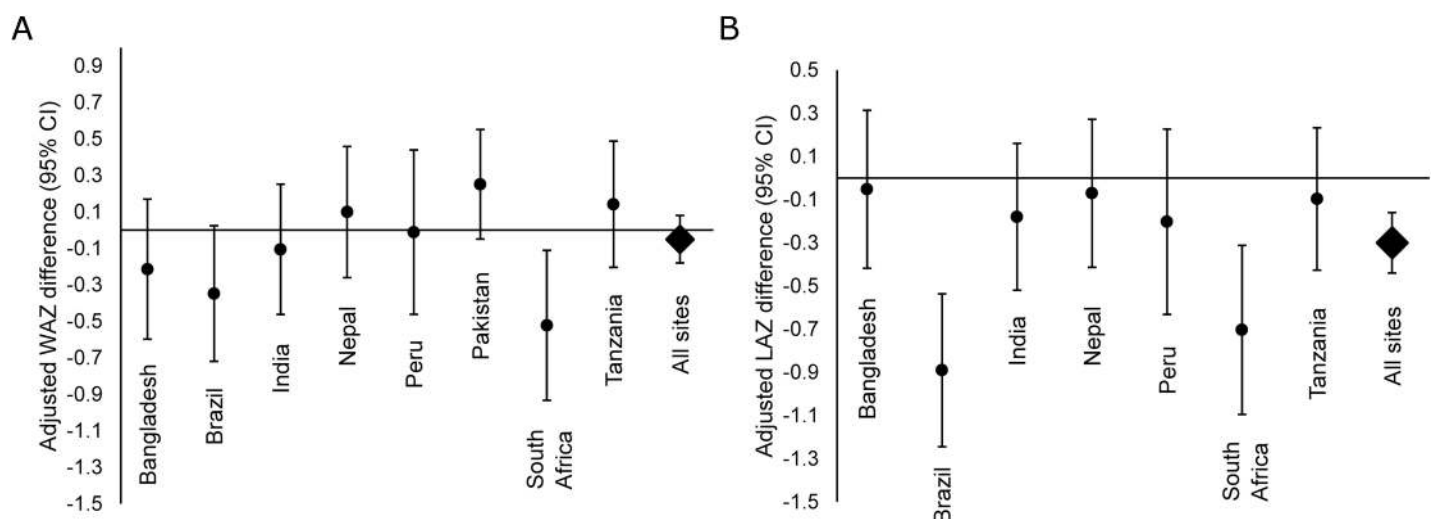 A
Adjusted WAZ difference (95% CI)
0.9
0.7
0.5
0.3
0.1
-0.1
-0.3
-0.5
-0.7
-0.9
-1.1
-1.3
-1.5
Bangladesh
Brazil
India
Nepal
Peru
Pakistan
South
Africa
Tanzania
All sites
B
Adjusted LAZ difference (95% CI)
0.5
0.3
0.1
-0.1
-0.3
-0.5
-0.7
-0.9
-1.1
-1.3
-1.5
Bangladesh
Brazil
India
Nepal
Peru
South
Africa
Tanzania
All sites